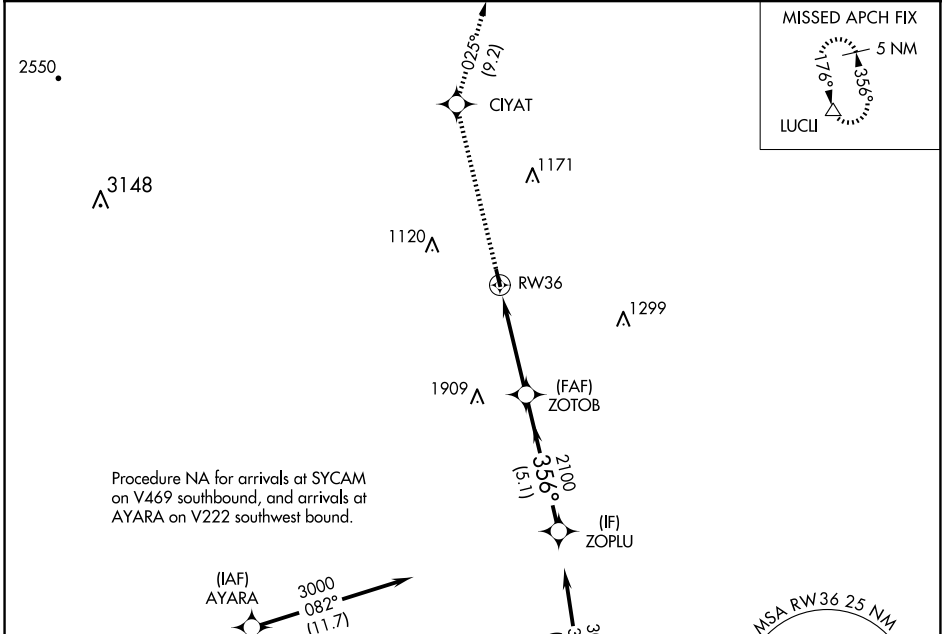 MISSED APCH FIX
5 NM
176°
356°
LUCLI
2550
025°
(9.2)
CIYAT
3148
1171
1120
RW36
1299
1909
(FAF)
ZOTOB
2100
356°
(5.1)
Procedure NA for arrivals at SYCAM
on V469 southbound, and arrivals at
AYARA on V222 southwest bound.
(IF)
ZOPLU
(IAF)
AYARA
3000
082°
(11.7)
MSA RW36 25 NM